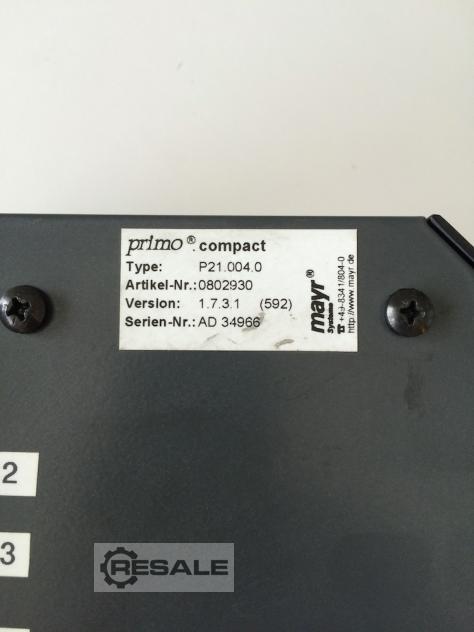 primo® compact
Type: P21.004.0
Artikel-Nr.: 0802930
Version: 1.7.3.1 (592)
Serien-Nr.: AD 34966
mayr®
Systeme
☎ +49-8341/804-0
http://www.mayr.de
2
3
RESALE